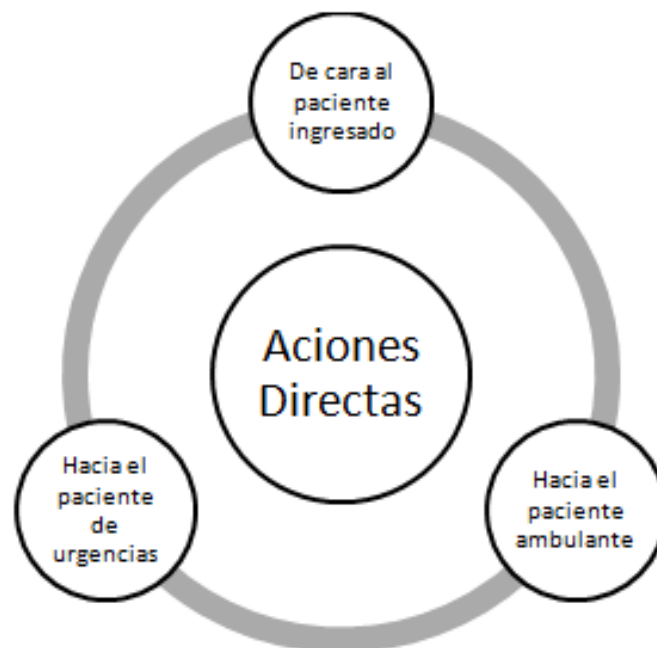 De cara al
paciente
ingresado
Aciones
Directas
Hacia el
paciente
de
urgencias
Hacia el
paciente
ambulante